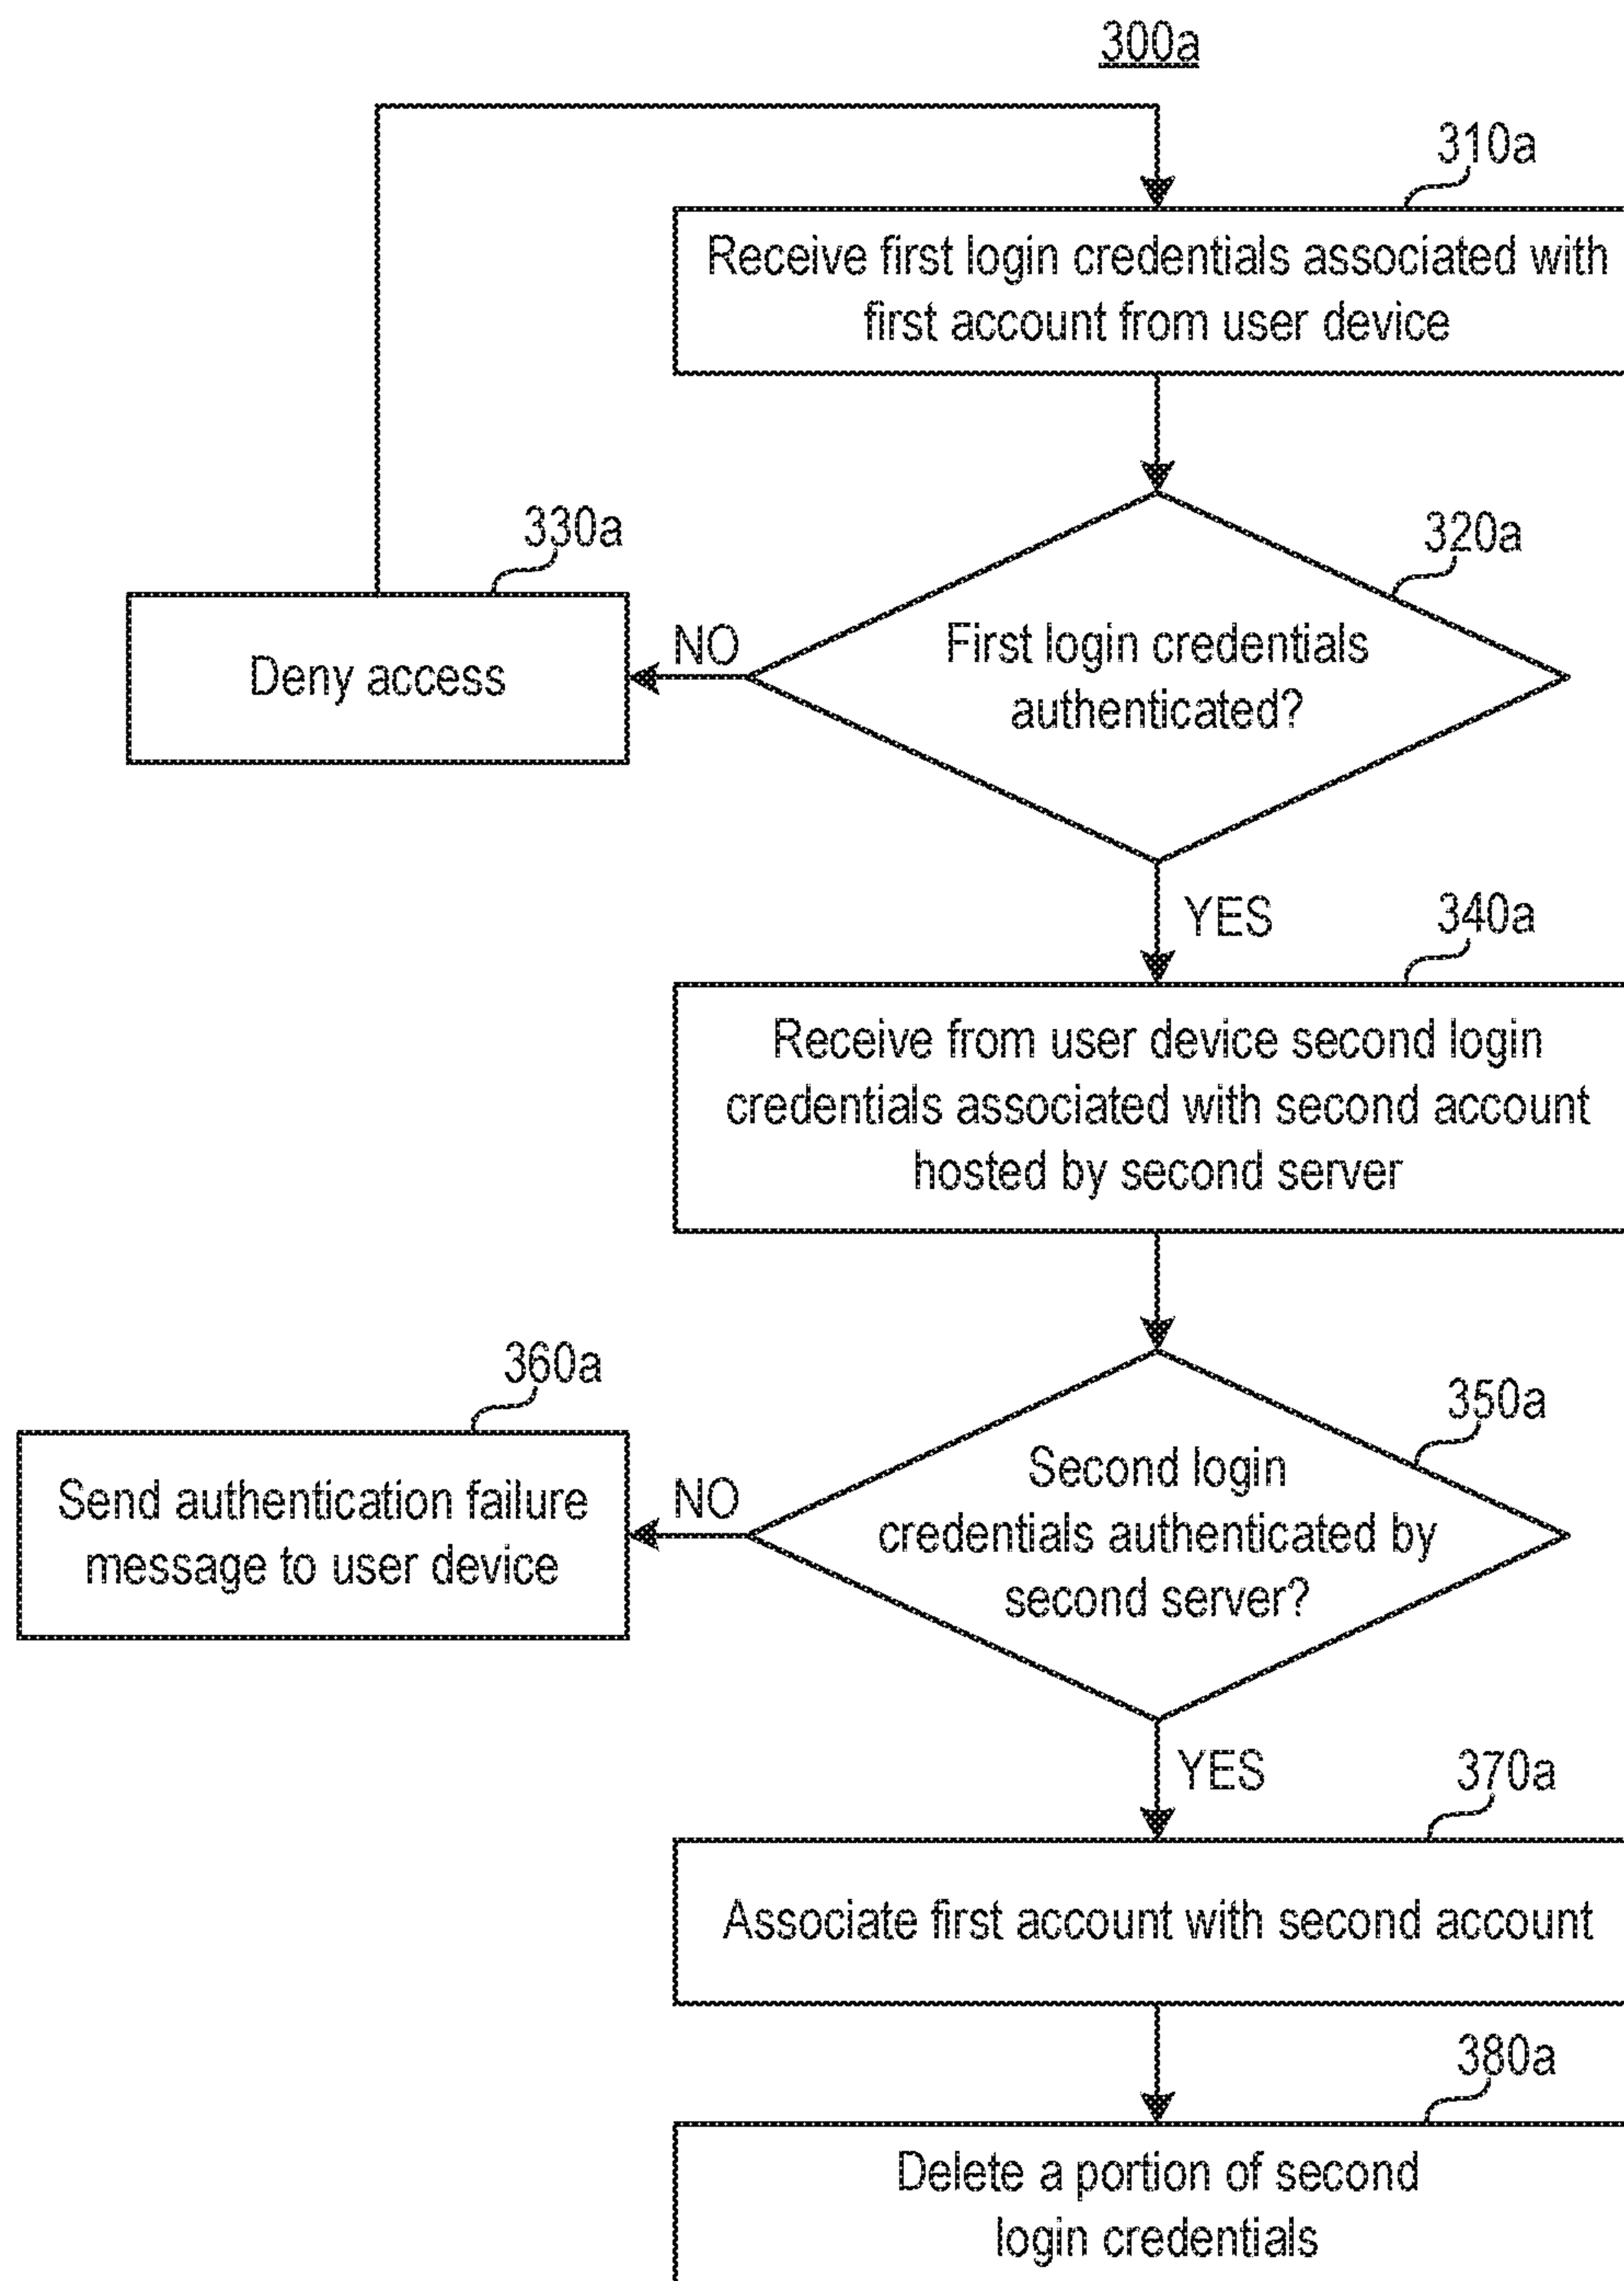 300a
310a
Receive first login credentials associated with
first account from user device
330a
320a
Deny access
NO
First login credentials
authenticated?
YES
340a
Receive from user device second login
credentials associated with second account
hosted by second server
360a
350a
Send authentication failure
message to user device
NO
Second login
credentials authenticated by
second server?
YES
370a
Associate first account with second account
380a
Delete a portion of second
login credentials